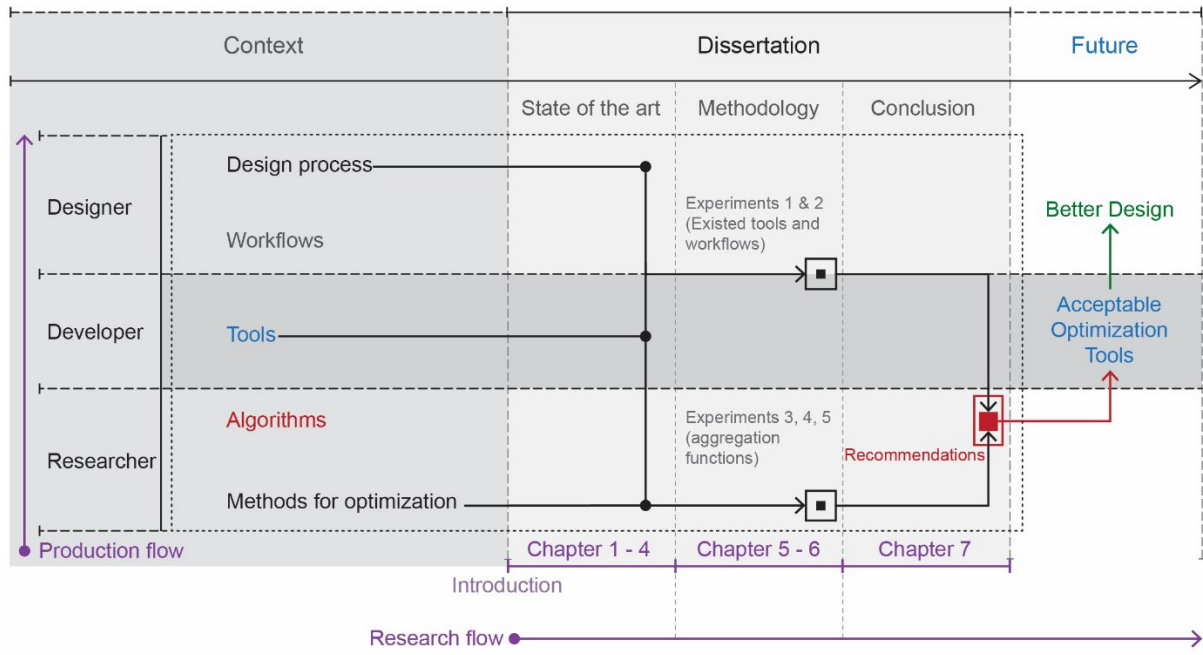 Context
Dissertation
Future
State of the art
Methodology
Conclusion
Design process
Designer
Workflows
Experiments 1 & 2
(Existed tools and
workflows)
Better Design
Developer
Tools
Acceptable
Optimization
Tools
Algorithms
Researcher
Experiments 3, 4, 5
(aggregation
functions)
Recommendations
Methods for optimization
Production flow
Chapter 1 - 4
Chapter 5 - 6
Chapter 7
Introduction
Research flow